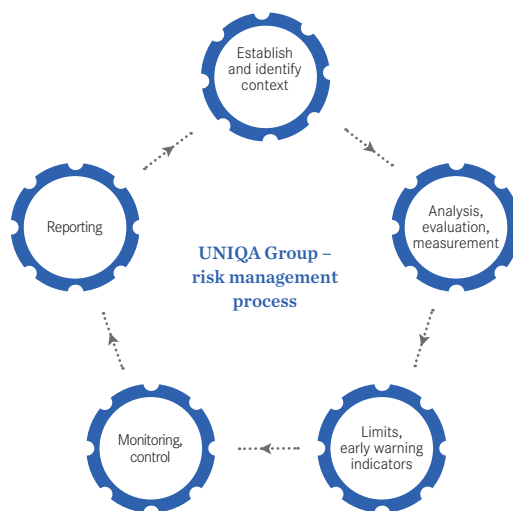 Establish
and identify
context
Analysis,
evaluation,
measurement
Limits,
early warning
indicators
Monitoring,
control
Reporting
UNIQA Group –
risk management
process